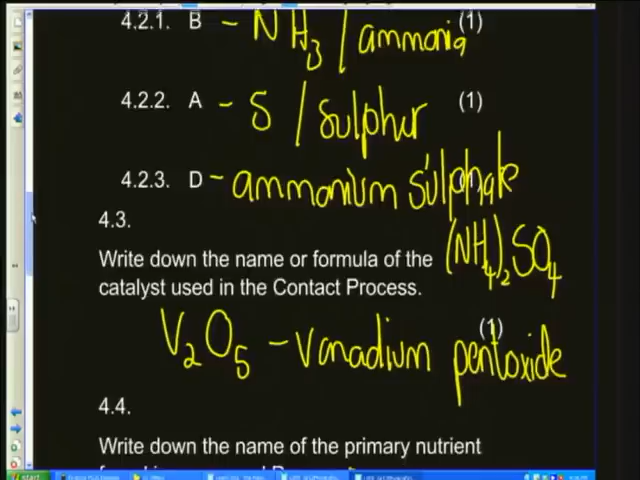 4.2.1. B – NH3 / ammonia (1)
4.2.2. A – S / sulphur (1)
4.2.3. D – ammonium sulphate
4.3. (NH4)2SO4
Write down the name or formula of the
catalyst used in the Contact Process.
(1)
V2O5 – vanadium pentoxide
4.4.
Write down the name of the primary nutrient
start